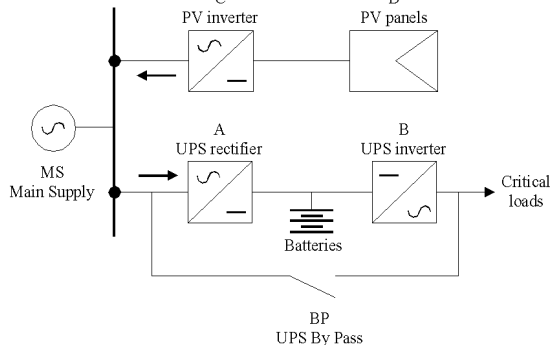 PV inverter
PV panels
A
UPS rectifier
B
UPS inverter
MS
Main Supply
Critical
loads
Batteries
BP
UPS By Pass